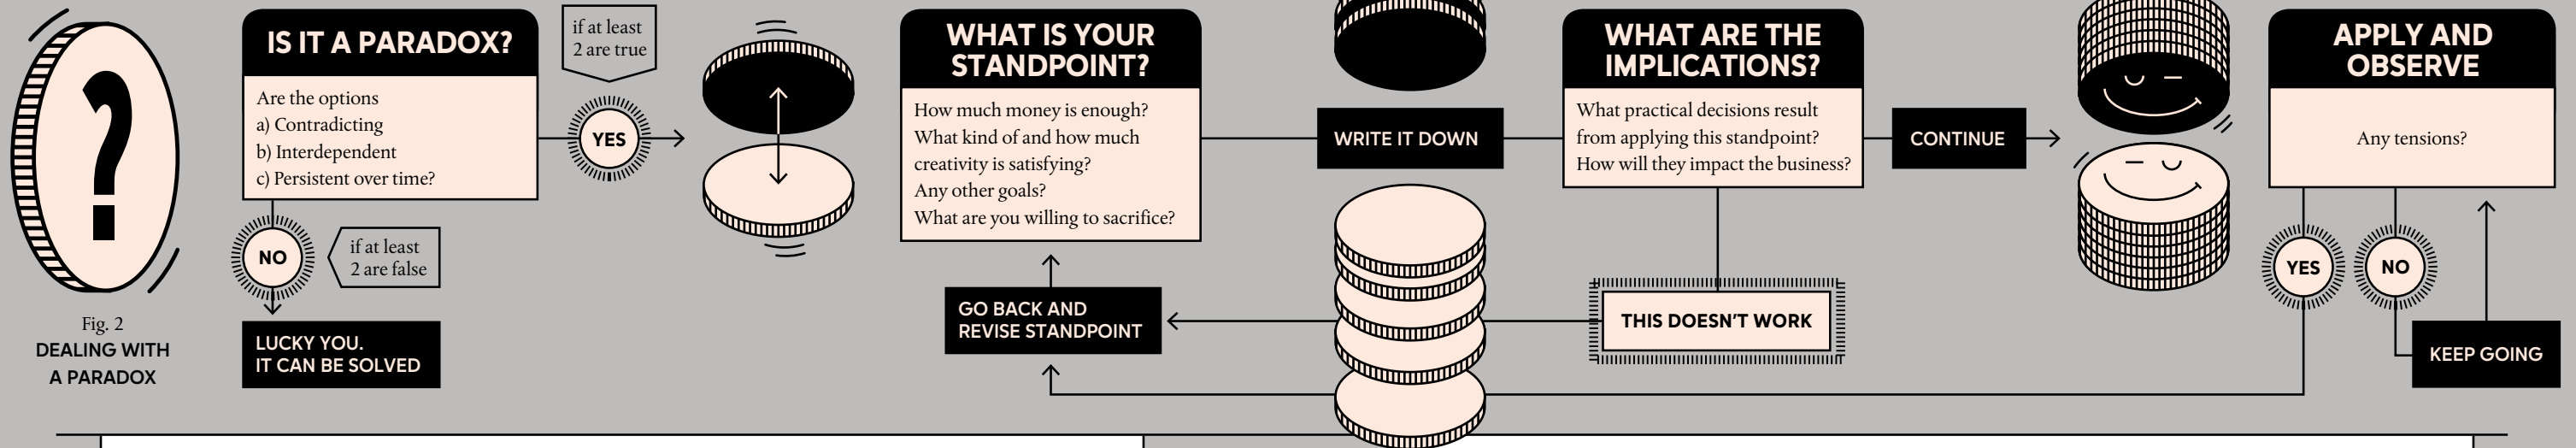 ?
Fig. 2
DEALING WITH
A PARADOX
IS IT A PARADOX?
Are the options
a) Contradicting
b) Interdependent
c) Persistent over time?
if at least
2 are true
YES
NO
if at least
2 are false
LUCKY YOU.
IT CAN BE SOLVED
WHAT IS YOUR
STANDPOINT?
How much money is enough?
What kind of and how much
creativity is satisfying?
Any other goals?
What are you willing to sacrifice?
GO BACK AND
REVISE STANDPOINT
WRITE IT DOWN
WHAT ARE THE
IMPLICATIONS?
What practical decisions result
from applying this standpoint?
How will they impact the business?
THIS DOESN'T WORK
CONTINUE
APPLY AND
OBSERVE
Any tensions?
YES
NO
KEEP GOING